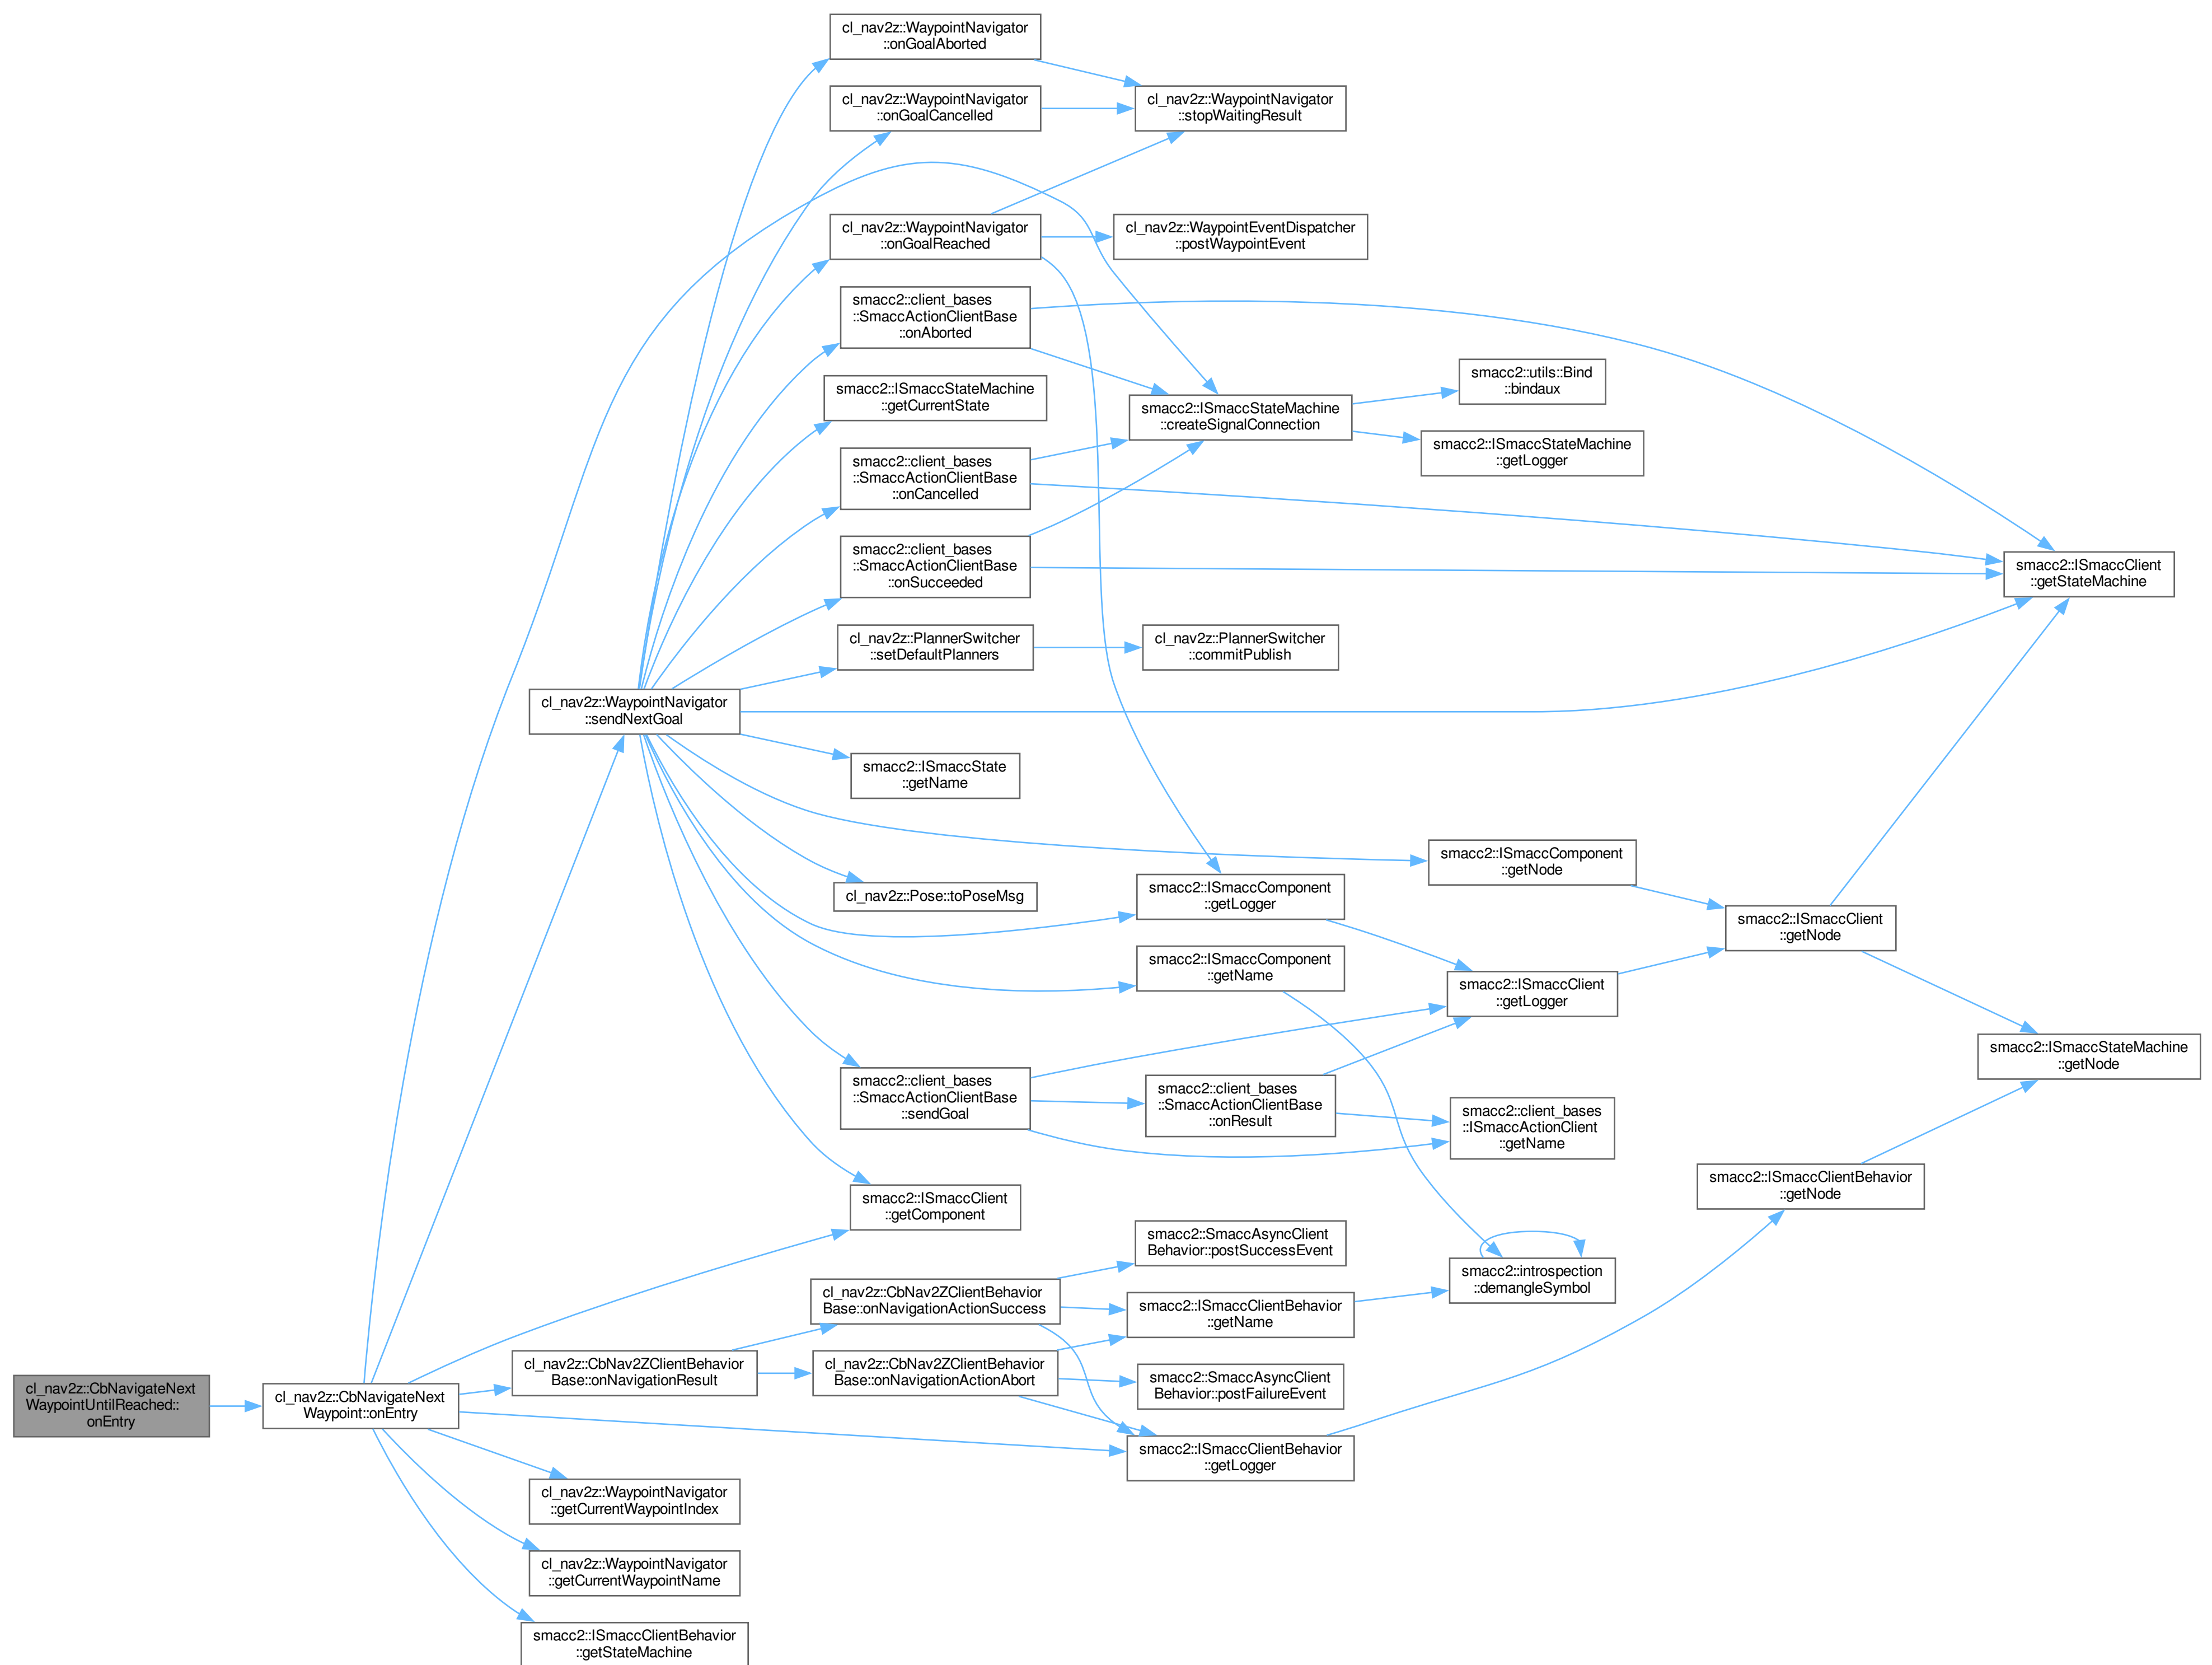 cl_nav2z::WaypointNavigator
::onGoalAborted
cl_nav2z::WaypointNavigator
::onGoalCancelled
cl_nav2z::WaypointNavigator
::stopWaitingResult
cl_nav2z::WaypointNavigator
::onGoalReached
cl_nav2z::WaypointEventDispatcher
::postWaypointEvent
smacc2::client_bases
::SmaccActionClientBase
::onAborted
smacc2::ISmaccStateMachine
::getCurrentState
smacc2::ISmaccStateMachine
::createSignalConnection
smacc2::utils::Bind
::bindaux
smacc2::ISmaccStateMachine
::getLogger
smacc2::client_bases
::SmaccActionClientBase
::onCancelled
smacc2::client_bases
::SmaccActionClientBase
::onSucceeded
smacc2::ISmaccClient
::getStateMachine
cl_nav2z::PlannerSwitcher
::setDefaultPlanners
cl_nav2z::PlannerSwitcher
::commitPublish
cl_nav2z::WaypointNavigator
::sendNextGoal
smacc2::ISmaccState
::getName
smacc2::ISmaccComponent
::getNode
cl_nav2z::Pose::toPoseMsg
smacc2::ISmaccComponent
::getLogger
smacc2::ISmaccClient
::getNode
smacc2::ISmaccComponent
::getName
smacc2::ISmaccClient
::getLogger
smacc2::ISmaccStateMachine
::getNode
smacc2::client_bases
::SmaccActionClientBase
::sendGoal
smacc2::client_bases
::SmaccActionClientBase
::onResult
smacc2::client_bases
::ISmaccActionClient
::getName
smacc2::ISmaccClientBehavior
::getNode
smacc2::ISmaccClient
::getComponent
smacc2::SmaccAsyncClient
Behavior::postSuccessEvent
smacc2::introspection
::demangleSymbol
cl_nav2z::CbNav2ZClientBehavior
Base::onNavigationActionSuccess
smacc2::ISmaccClientBehavior
::getName
cl_nav2z::CbNav2ZClientBehavior
Base::onNavigationResult
cl_nav2z::CbNav2ZClientBehavior
Base::onNavigationActionAbort
smacc2::SmaccAsyncClient
Behavior::postFailureEvent
cl_nav2z::CbNavigateNext
WaypointUntilReached::
onEntry
cl_nav2z::CbNavigateNext
Waypoint::onEntry
smacc2::ISmaccClientBehavior
::getLogger
cl_nav2z::WaypointNavigator
::getCurrentWaypointIndex
cl_nav2z::WaypointNavigator
::getCurrentWaypointName
smacc2::ISmaccClientBehavior
::getStateMachine